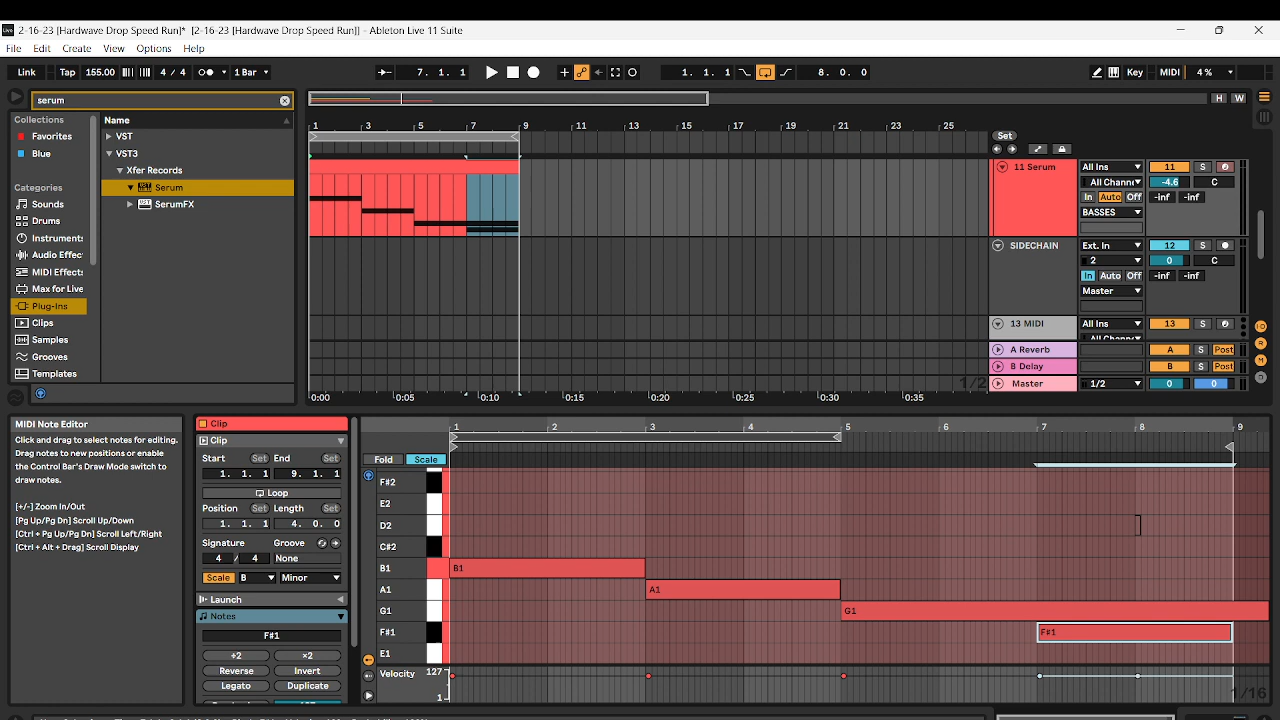 2-16-23 [Hardwave Drop Speed Run]* [2-16-23 [Hardwave Drop Speed Run]] - Ableton Live 11 Suite
File Edit Create View Options Help
Link Tap 155.00 4 / 4 1 Bar 7. 1. 1 1. 1. 1 8. 0. 0 Key MIDI 4 %
serum
H W
Collections
Favorites
Blue
Categories
Sounds
Drums
Instruments
Audio Effec
MIDI Effects
Max for Live
Plug-Ins
Clips
Samples
Grooves
Templates
Name
VST
VST3
Xfer Records
Serum
SerumFX
1 3 5 7 9 11 13 15 17 19 21 23 25
Set
11 Serum All Ins 11 S
All Channe -4.6 C
In Auto Off -inf -inf
BASSES
SIDECHAIN Ext. In 12 S
2 0 C
In Auto Off -inf -inf
Master
13 MIDI All Ins 13 S
All Channe
A Reverb A S Post
B Delay B S Post
1/2
Master 1/2 0 0
0:00 0:05 0:10 0:15 0:20 0:25 0:30 0:35
MIDI Note Editor
Click and drag to select notes for editing.
Drag notes to new positions or enable
the Control Bar's Draw Mode switch to
draw notes.
[+/-] Zoom In/Out
[Pg Up/Pg Dn] Scroll Up/Down
[Ctrl + Pg Up/Pg Dn] Scroll Left/Right
[Ctrl + Alt + Drag] Scroll Display
Clip
Clip
Start Set End Set
1. 1. 1 9. 1. 1
Loop
Position Set Length Set
1. 1. 1 4. 0. 0
Signature Groove
4 / 4 None
Scale B Minor
Launch
Notes
F#1
÷2 ×2
Reverse Invert
Legato Duplicate
1 2 3 4 5 6 7 8 9
Fold Scale
F#2
E2
D2
C#2
B1 B1
A1 A1
G1 G1
F#1 F#1
E1
Velocity 127
1
1/16